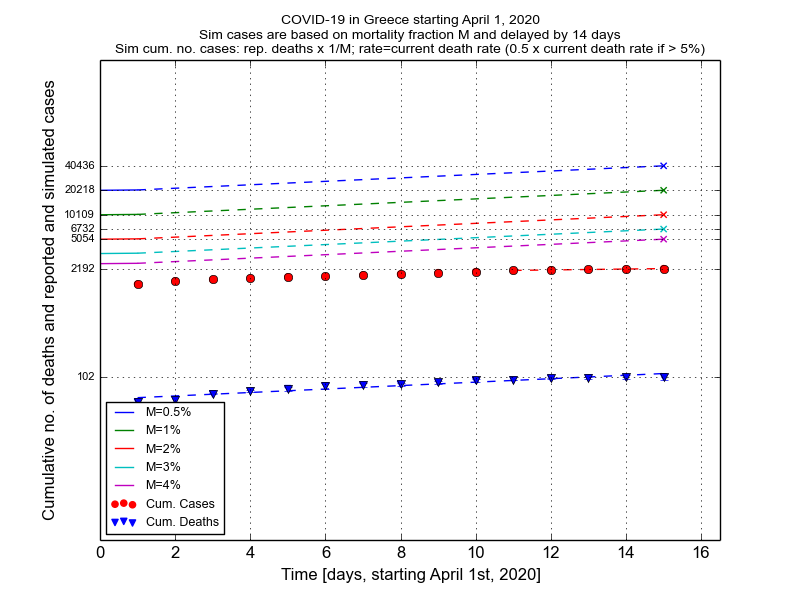 COVID-19 in Greece starting April 1, 2020
Sim cases are based on mortality fraction M and delayed by 14 days
Sim cum. no. cases: rep. deaths x 1/M; rate=current death rate (0.5 x current death rate if > 5%)
Cumulative no. of deaths and reported and simulated cases
40436
20218
10109
6732
5054
2192
102
M=0.5%
M=1%
M=2%
M=3%
M=4%
Cum. Cases
Cum. Deaths
0 2 4 6 8 10 12 14 16
Time [days, starting April 1st, 2020]